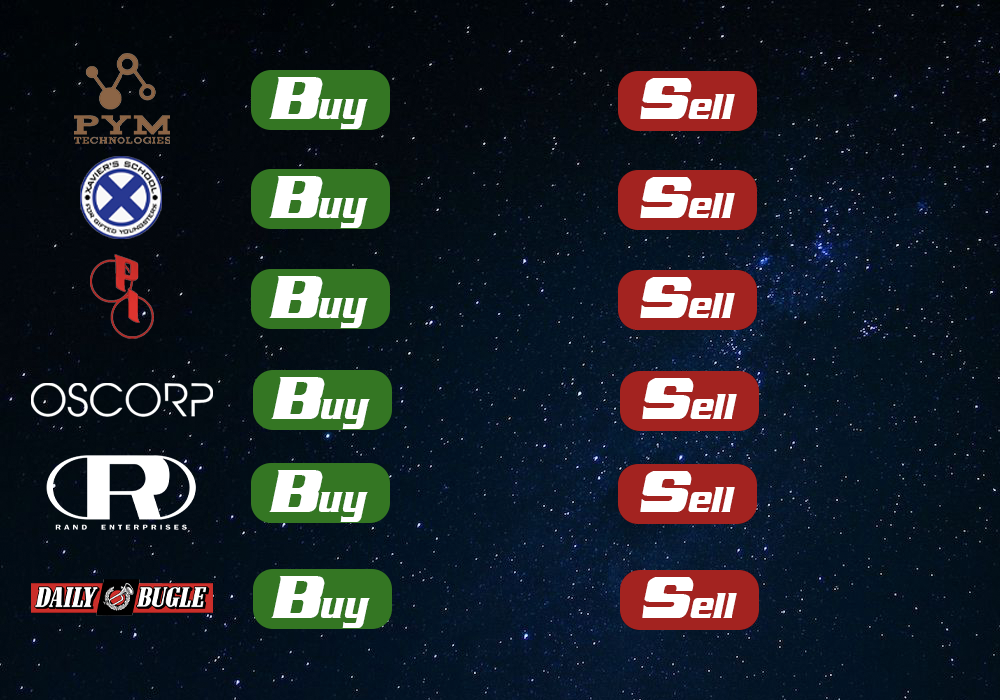 PYM
TECHNOLOGIES
Buy
Sell
XAVIER'S SCHOOL
FOR GIFTED YOUNGSTERS
Buy
Sell
P
I
Buy
Sell
OSCORP
Buy
Sell
R
RAND ENTERPRISES
Buy
Sell
DAILY BUGLE
Buy
Sell